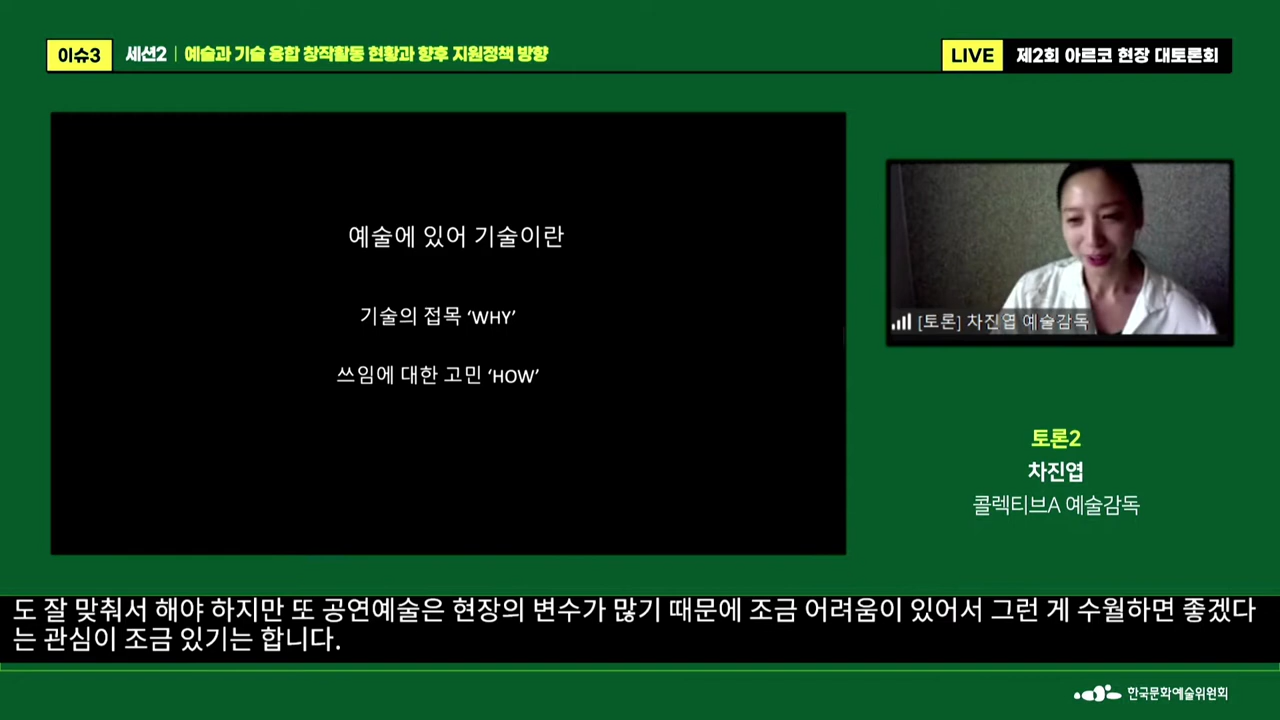 이슈3
세션2 | 예술과 기술 융합 창작활동 현황과 향후 지원정책 방향
LIVE
제2회 아르코 현장 대토론회
예술에 있어 기술이란
기술의 접목 ‘WHY’
쓰임에 대한 고민 ‘HOW’
[토론] 차진엽 예술감독
토론2
차진엽
콜렉티브A 예술감독
도 잘 맞춰서 해야 하지만 또 공연예술은 현장의 변수가 많기 때문에 조금 어려움이 있어서 그런 게 수월하면 좋겠다
는 관심이 조금 있기는 합니다.
한국문화예술위원회